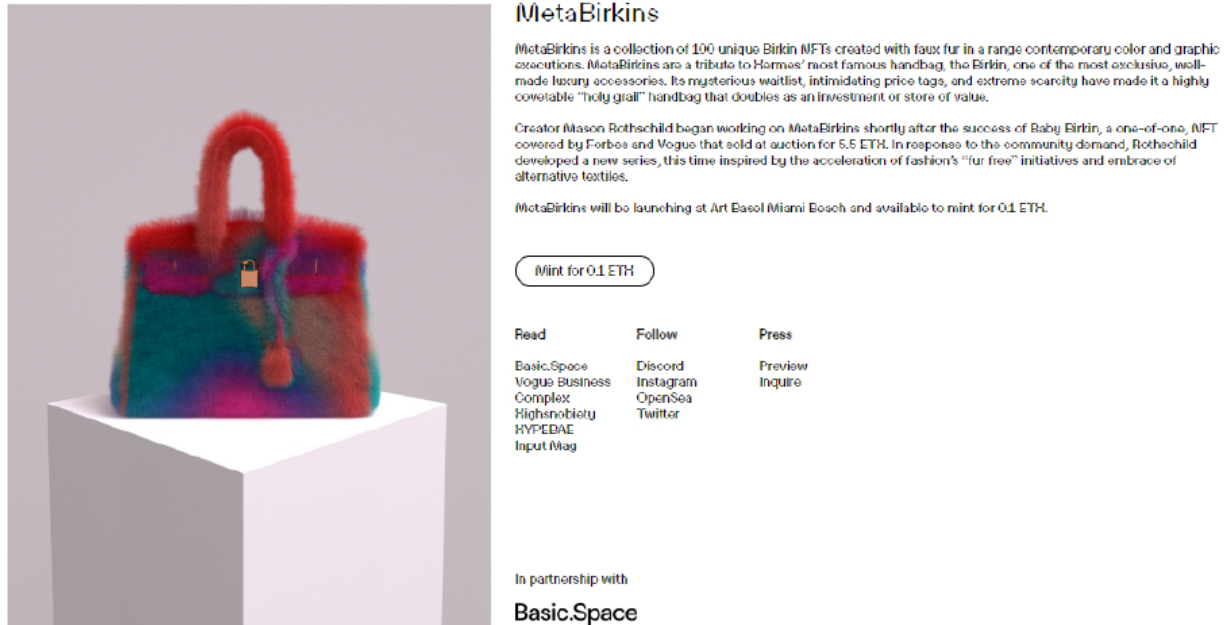 MetaBirkins
MetaBirkins is a collection of 100 unique Birkin NFTs created with faux fur in a range contemporary color and graphic
executions. MetaBirkins are a tribute to Hermes' most famous handbag, the Birkin, one of the most exclusive, well-
made luxury accessories. Its mysterious waitlist, intimidating price tags, and extreme scarcity have made it a highly
covetable "holy grail" handbag that doubles as an investment or store of value.
Creator Mason Rothschild began working on MetaBirkins shortly after the success of Baby Birkin, a one-of-one, NFT
covered by Forbes and Vogue that sold at auction for 5.5 ETH. In response to the community demand, Rothschild
developed a new series, this time inspired by the acceleration of fashion's "fur free" initiatives and embrace of
alternative textiles.
MetaBirkins will be launching at Art Basel Miami Beach and available to mint for 0.1 ETH.
Mint for 0.1 ETH
Read
Basic.Space
Vogue Business
Complex
Highsnobiety
HYPEBAE
Input Mag
Follow
Discord
Instagram
OpenSea
Twitter
Press
Preview
Inquire
In partnership with
Basic.Space